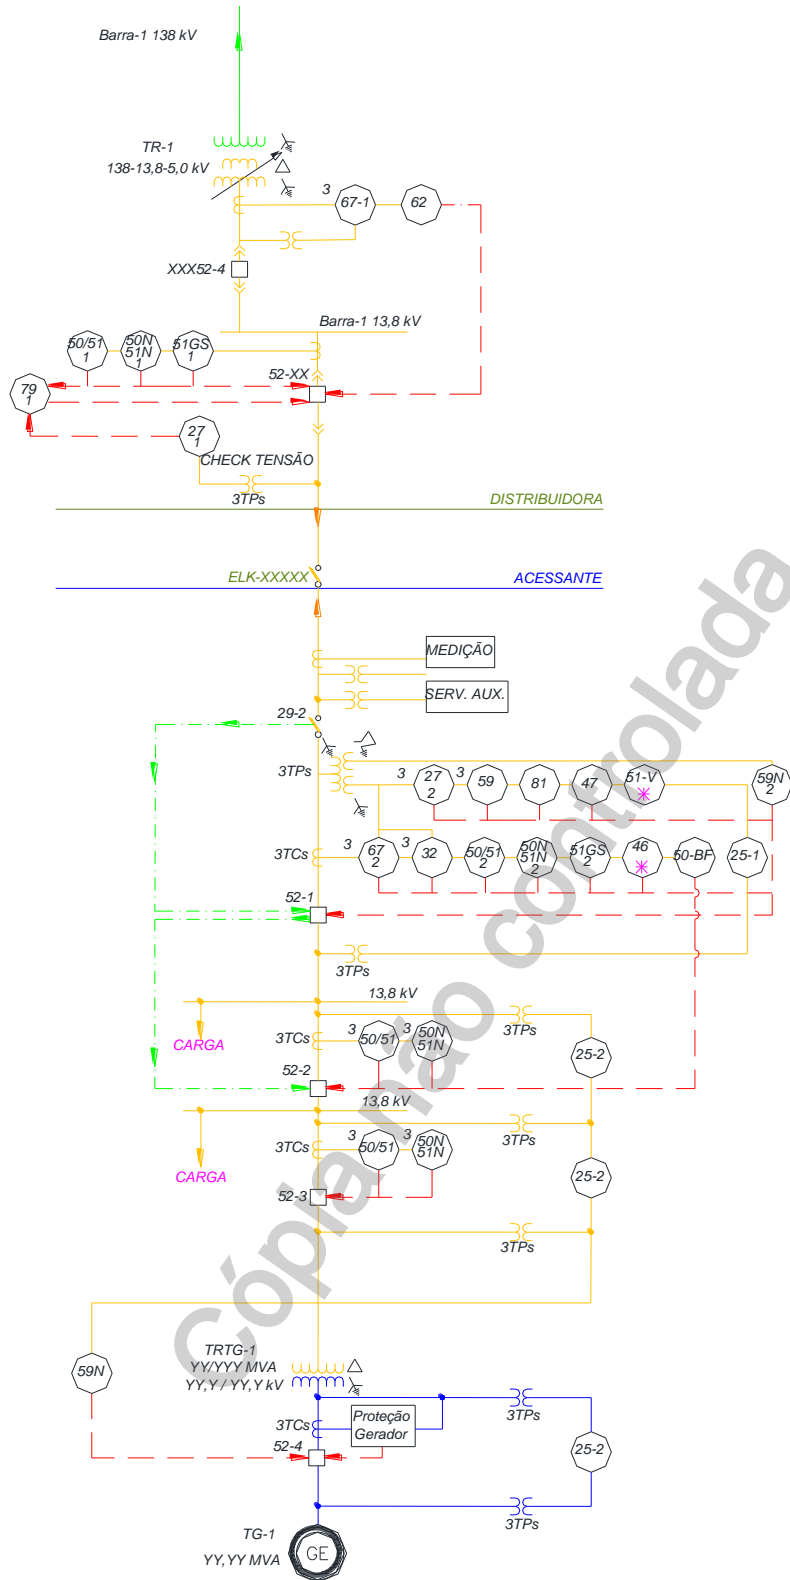 Barra-1 138 kV
TR-1
138-13,8-5,0 kV
3
67-1
62
XXX52-4
Barra-1 13,8 kV
50/51
1
50N
51N
1
51GS
1
52-XX
79
1
27
1
CHECK TENSÃO
3TPs
DISTRIBUIDORA
ELK-XXXXX
ACESSANTE
MEDIÇÃO
SERV. AUX.
29-2
3TPs
3
27
2
3
59
81
47
51-V
59N
2
3TCs
3
67
2
3
32
50/51
2
50N
51N
2
51GS
2
46
50-BF
25-1
52-1
3TPs
13,8 kV
CARGA
3TCs
3
50/51
3
50N
51N
3TPs
25-2
52-2
13,8 kV
CARGA
3TCs
3
50/51
3
50N
51N
3TPs
25-2
52-3
3TPs
59N
TRTG-1
YY/YYY MVA
YY,Y / YY,Y kV
3TCs
Proteção
Gerador
3TPs
25-2
52-4
3TPs
TG-1
YY,YY MVA
GE
Cópia não controlada